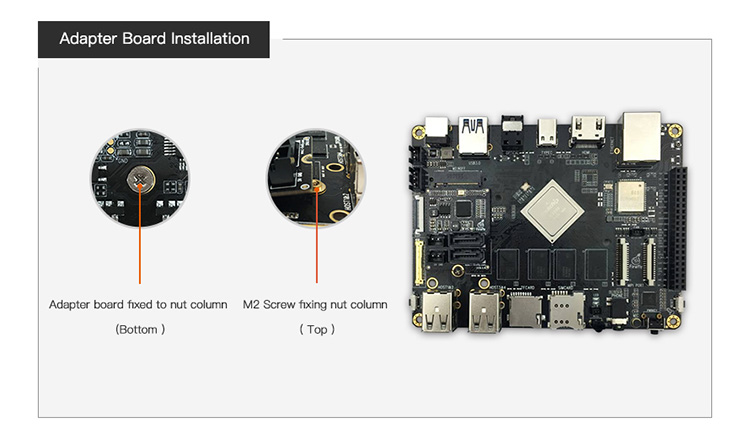 Adapter Board Installation
Adapter board fixed to nut column
(Bottom)
M2 Screw fixing nut column
(Top)